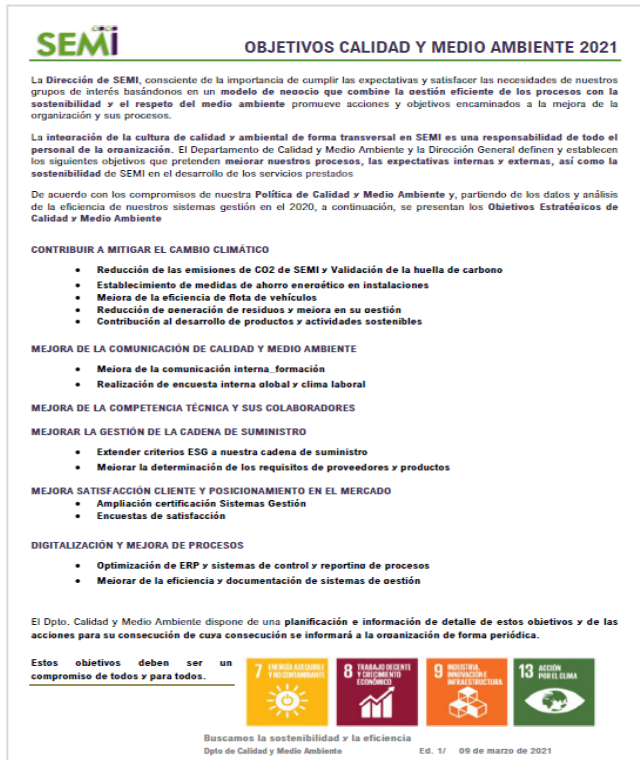 SEMI
OBJETIVOS CALIDAD Y MEDIO AMBIENTE 2021
La Dirección de SEMI, consciente de la importancia de cumplir las expectativas y satisfacer las necesidades de nuestros
grupos de interés basándonos en un modelo de negocio que combine la gestión eficiente de los procesos con la
sostenibilidad y el respeto del medio ambiente promueve acciones y objetivos encaminados a la mejora de la
organización y sus procesos.
La integración de la cultura de calidad y ambiental de forma transversal en SEMI es una responsabilidad de todo el
personal de la organización. El Departamento de Calidad y Medio Ambiente y la Dirección General definen y establecen
los siguientes objetivos que pretenden mejorar nuestros procesos, las expectativas internas y externas, así como la
sostenibilidad de SEMI en el desarrollo de los servicios prestados
De acuerdo con los compromisos de nuestra Política de Calidad y Medio Ambiente y, partiendo de los datos y análisis
de la eficiencia de nuestros sistemas gestión en el 2020, a continuación, se presentan los Objetivos Estratégicos de
Calidad y Medio Ambiente
CONTRIBUIR A MITIGAR EL CAMBIO CLIMÁTICO
• Reducción de las emisiones de CO2 de SEMI y Validación de la huella de carbono
• Establecimiento de medidas de ahorro energético en instalaciones
• Mejora de la eficiencia de flota de vehículos
• Reducción de generación de residuos y mejora en su gestión
• Contribución al desarrollo de productos y actividades sostenibles
MEJORA DE LA COMUNICACIÓN DE CALIDAD Y MEDIO AMBIENTE
• Mejora de la comunicación interna_formación
• Realización de encuesta interna global y clima laboral
MEJORA DE LA COMPETENCIA TÉCNICA Y SUS COLABORADORES
MEJORAR LA GESTIÓN DE LA CADENA DE SUMINISTRO
• Extender criterios ESG a nuestra cadena de suministro
• Mejorar la determinación de los requisitos de proveedores y productos
MEJORA SATISFACCIÓN CLIENTE Y POSICIONAMIENTO EN EL MERCADO
• Ampliación certificación Sistemas Gestión
• Encuestas de satisfacción
DIGITALIZACIÓN Y MEJORA DE PROCESOS
• Optimización de ERP y sistemas de control y reporting de procesos
• Mejorar de la eficiencia y documentación de sistemas de gestión
El Dpto. Calidad y Medio Ambiente dispone de una planificación e información de detalle de estos objetivos y de las
acciones para su consecución de cuya consecución se informará a la organización de forma periódica.
Estos objetivos deben ser un
compromiso de todos y para todos.
7 ENERGÍA ASEQUIBLE
Y NO CONTAMINANTE
8 TRABAJO DECENTE
Y CRECIMIENTO
ECONÓMICO
9 INDUSTRIA,
INNOVACIÓN E
INFRAESTRUCTURA
13 ACCIÓN
POR EL CLIMA
Buscamos la sostenibilidad y la eficiencia
Dpto de Calidad y Medio Ambiente
Ed. 1/ 09 de marzo de 2021